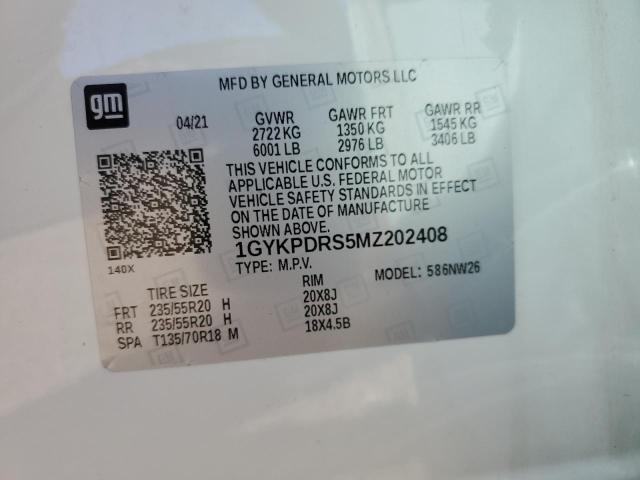 MFD BY GENERAL MOTORS LLC
gm
04/21 GVWR GAWR FRT GAWR RR
2722 KG 1350 KG 1545 KG
6001 LB 2976 LB 3406 LB
THIS VEHICLE CONFORMS TO ALL
APPLICABLE U.S. FEDERAL MOTOR
VEHICLE SAFETY STANDARDS IN EFFECT
ON THE DATE OF MANUFACTURE
SHOWN ABOVE.
1GYKPDRS5MZ202408
140X
TYPE: M.P.V. MODEL: 586NW26
TIRE SIZE RIM
FRT 235/55R20 H 20X8J
RR 235/55R20 H 20X8J
SPA T135/70R18 M 18X4.5B